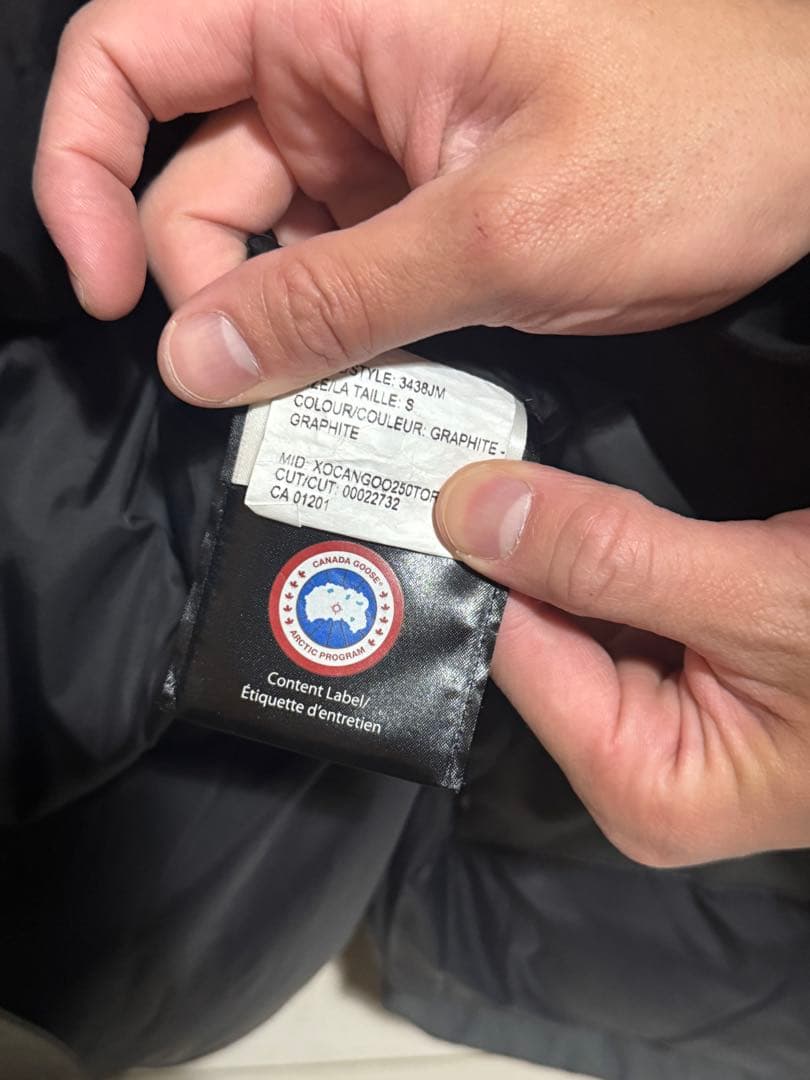 STYLE: 3438JM
/LA TAILLE: S
COLOUR/COULEUR: GRAPHITE -
GRAPHITE
MID: XOCANGOO250TOR
CUT/CUT: 00022732
CA 01201
CANADA GOOSE®
ARCTIC PROGRAM
Content Label/
Étiquette d'entretien